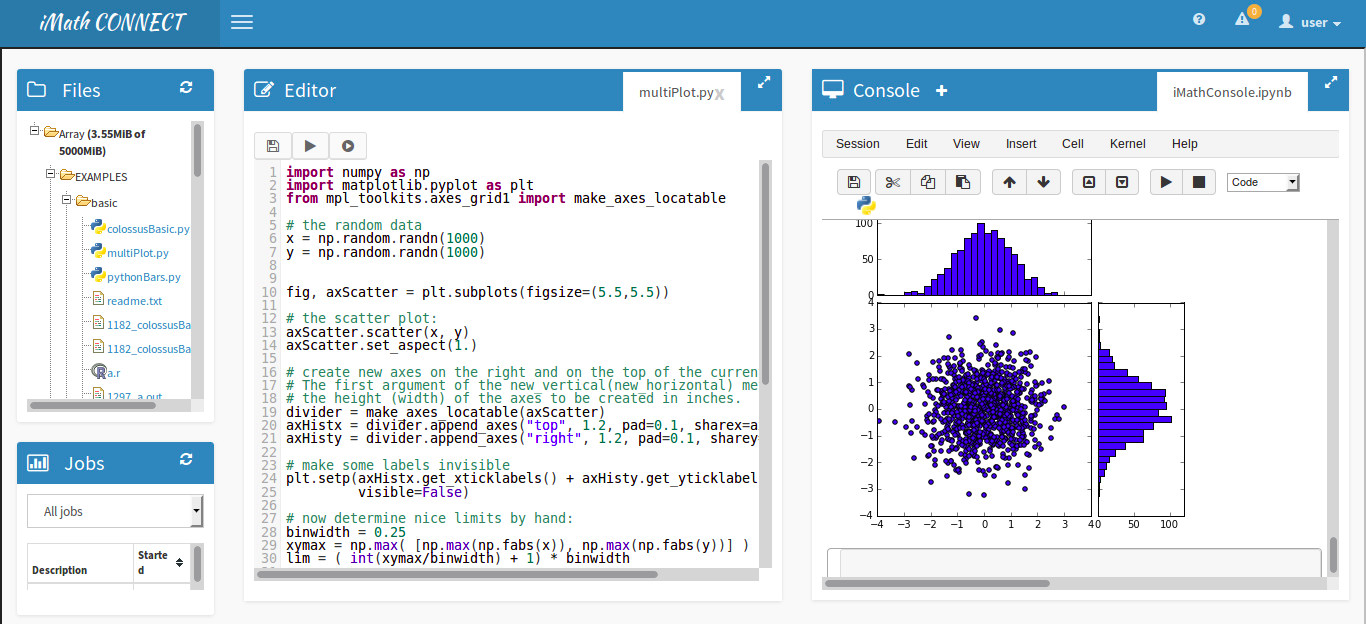 iMath CONNECT
0
user
Files
Array (3.55MiB of
5000MiB)
EXAMPLES
basic
colossusBasic.py
multiPlot.py
pythonBars.py
readme.txt
1182_colossusBa
1182_colossusBa
a.r
1297_a.out
Jobs
All jobs
Description
Starte
d
Editor
multiPlot.py x
1 import numpy as np
2 import matplotlib.pyplot as plt
3 from mpl_toolkits.axes_grid1 import make_axes_locatable
4
5 # the random data
6 x = np.random.randn(1000)
7 y = np.random.randn(1000)
8
9
10 fig, axScatter = plt.subplots(figsize=(5.5,5.5))
11
12 # the scatter plot:
13 axScatter.scatter(x, y)
14 axScatter.set_aspect(1.)
15
16 # create new axes on the right and on the top of the curren
17 # The first argument of the new_vertical(new_horizontal) me
18 # the height (width) of the axes to be created in inches.
19 divider = make_axes_locatable(axScatter)
20 axHistx = divider.append_axes("top", 1.2, pad=0.1, sharex=a
21 axHisty = divider.append_axes("right", 1.2, pad=0.1, sharey
22
23 # make some labels invisible
24 plt.setp(axHistx.get_xticklabels() + axHisty.get_yticklabel
25 visible=False)
26
27 # now determine nice limits by hand:
28 binwidth = 0.25
29 xymax = np.max( [np.max(np.fabs(x)), np.max(np.fabs(y))] )
30 lim = ( int(xymax/binwidth) + 1) * binwidth
Console +
iMathConsole.ipynb
Session Edit View Insert Cell Kernel Help
Code
100
50
0
4
3
2
1
0
−1
−2
−3
−4
−4 −3 −2 −1 0 1 2 3 4 0 50 100